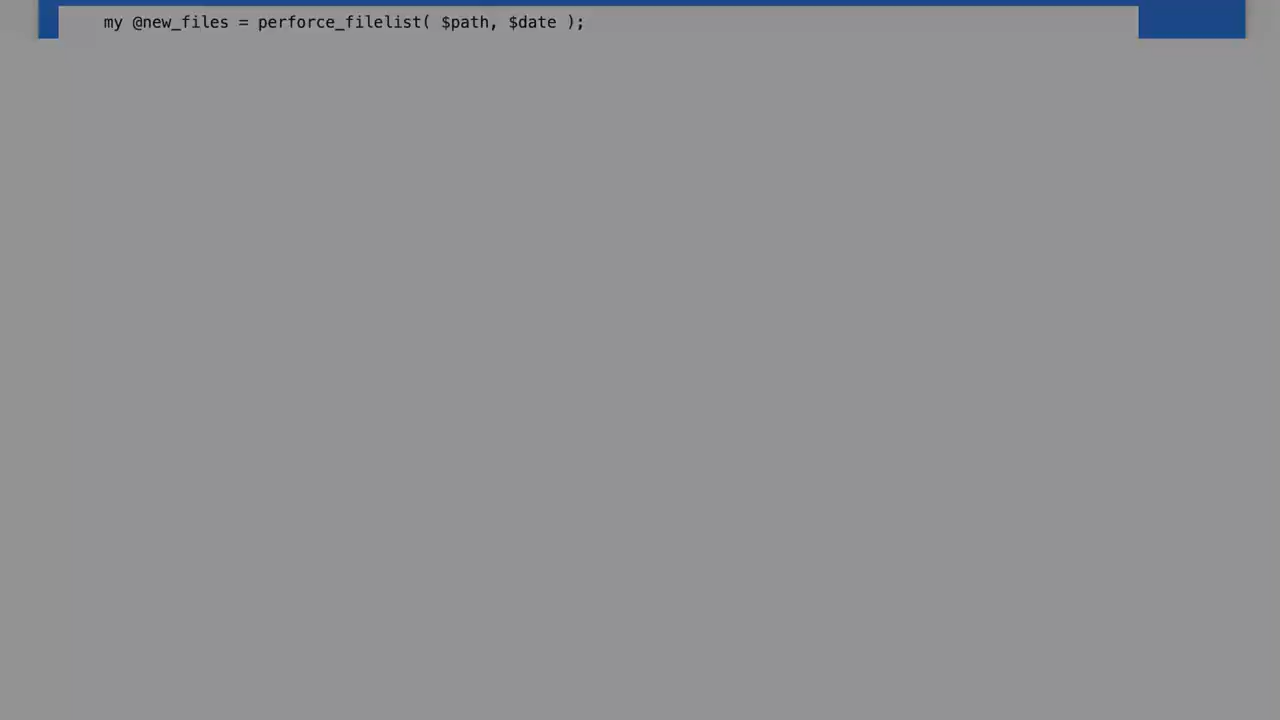 my @new_files = perforce_filelist( $path, $date );